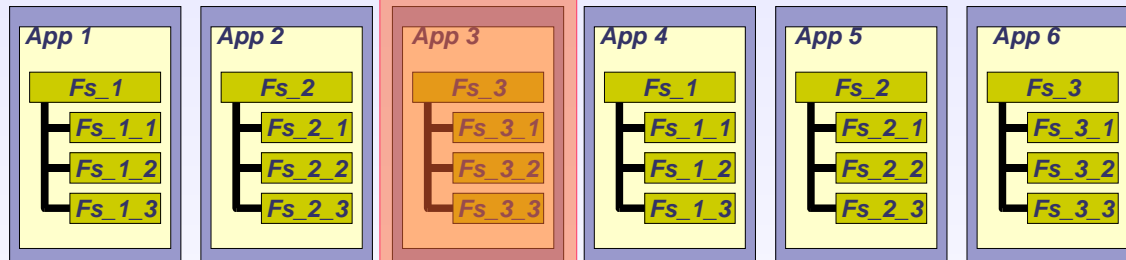 App 1
Fs_1
Fs_1_1
Fs_1_2
Fs_1_3
App 2
Fs_2
Fs_2_1
Fs_2_2
Fs_2_3
App 3
Fs_3
Fs_3_1
Fs_3_2
Fs_3_3
App 4
Fs_1
Fs_1_1
Fs_1_2
Fs_1_3
App 5
Fs_2
Fs_2_1
Fs_2_2
Fs_2_3
App 6
Fs_3
Fs_3_1
Fs_3_2
Fs_3_3